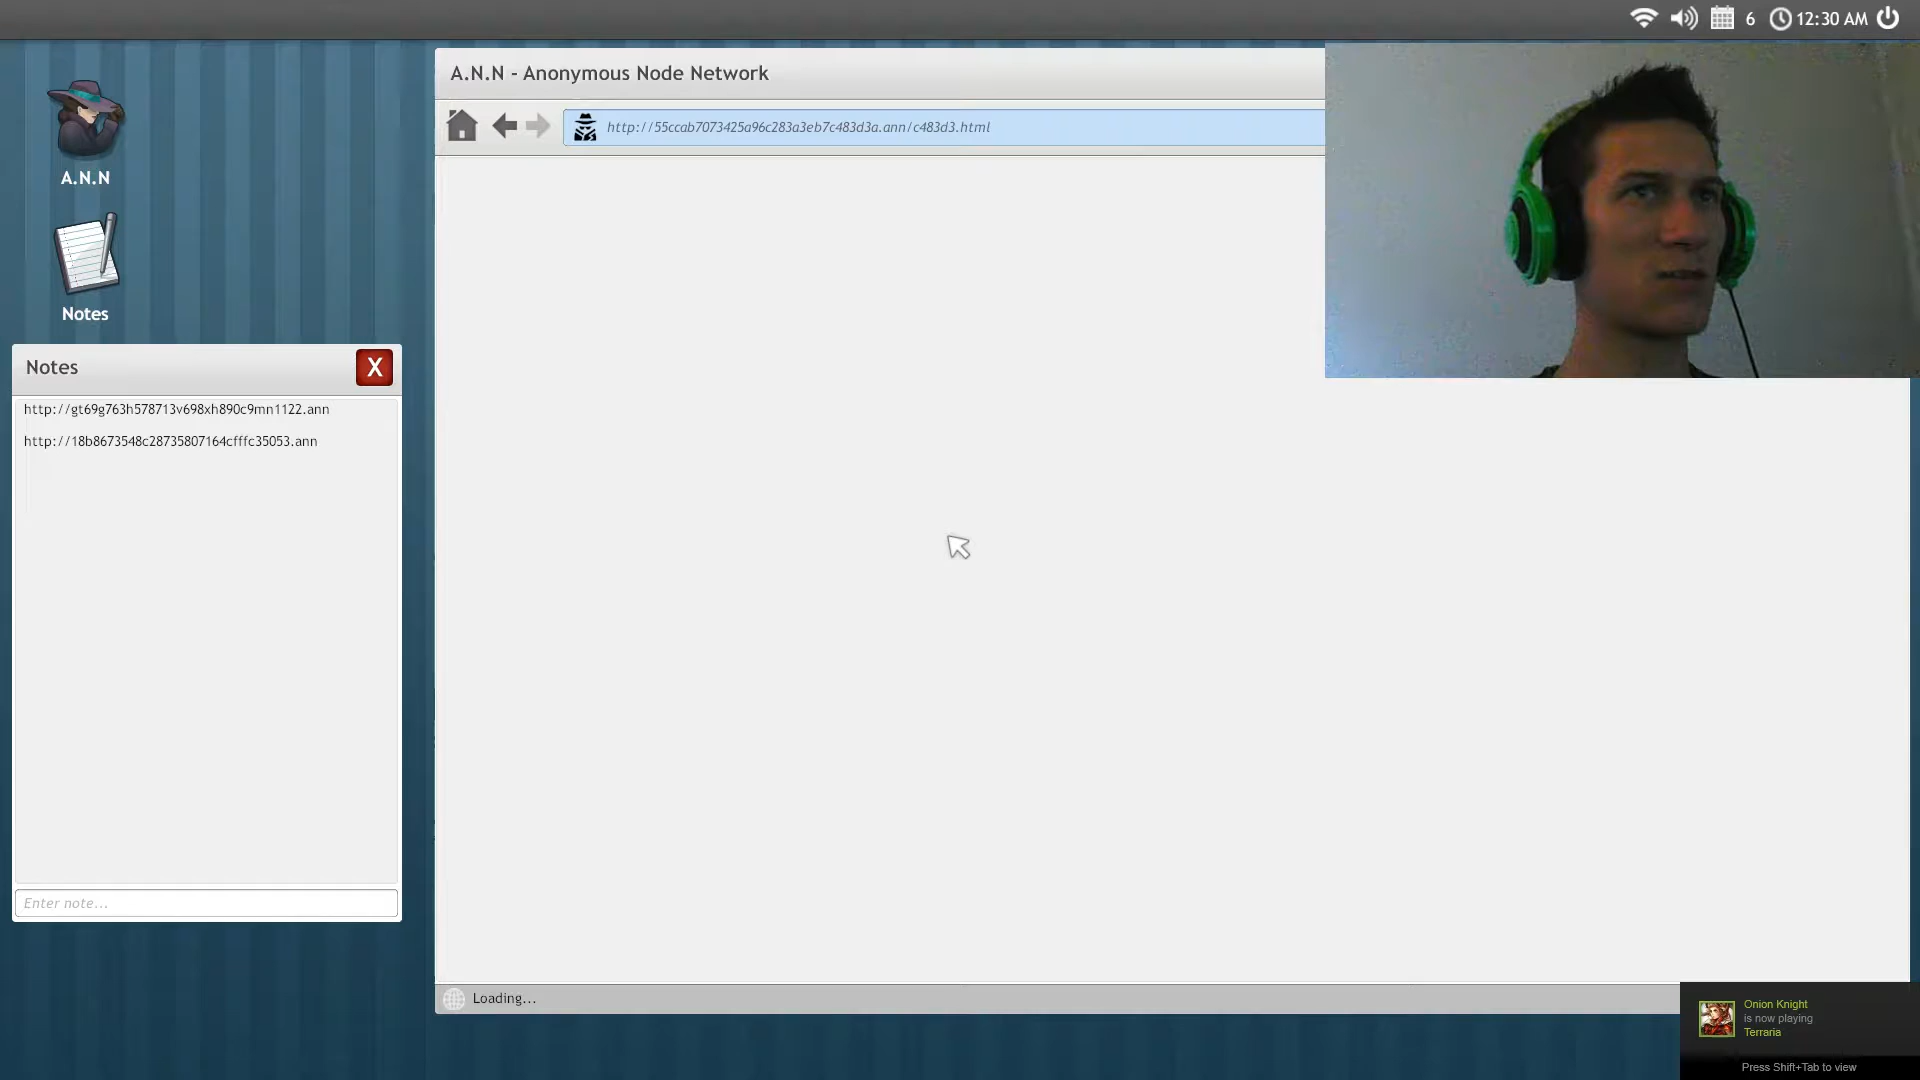 6
12:30 AM
A.N.N
Notes
A.N.N - Anonymous Node Network
http://55ccab7073425a96c283a3eb7c483d3a.ann/c483d3.html
Notes
X
http://gt69g763h578713v698xh890c9mn1122.ann
http://18b8673548c28735807164cfffc35053.ann
Enter note...
Loading...
Onion Knight
is now playing
Terraria
Press Shift+Tab to view